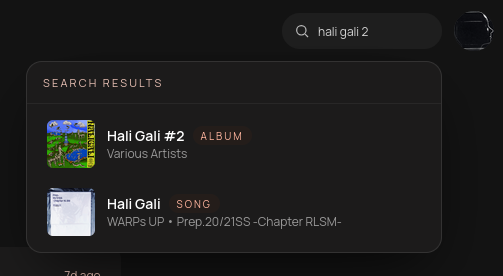 hali gali 2
SEARCH RESULTS
Hali Gali #2 ALBUM
Various Artists
Hali Gali SONG
WARPs UP • Prep.20/21SS -Chapter RLSM-
7d ago